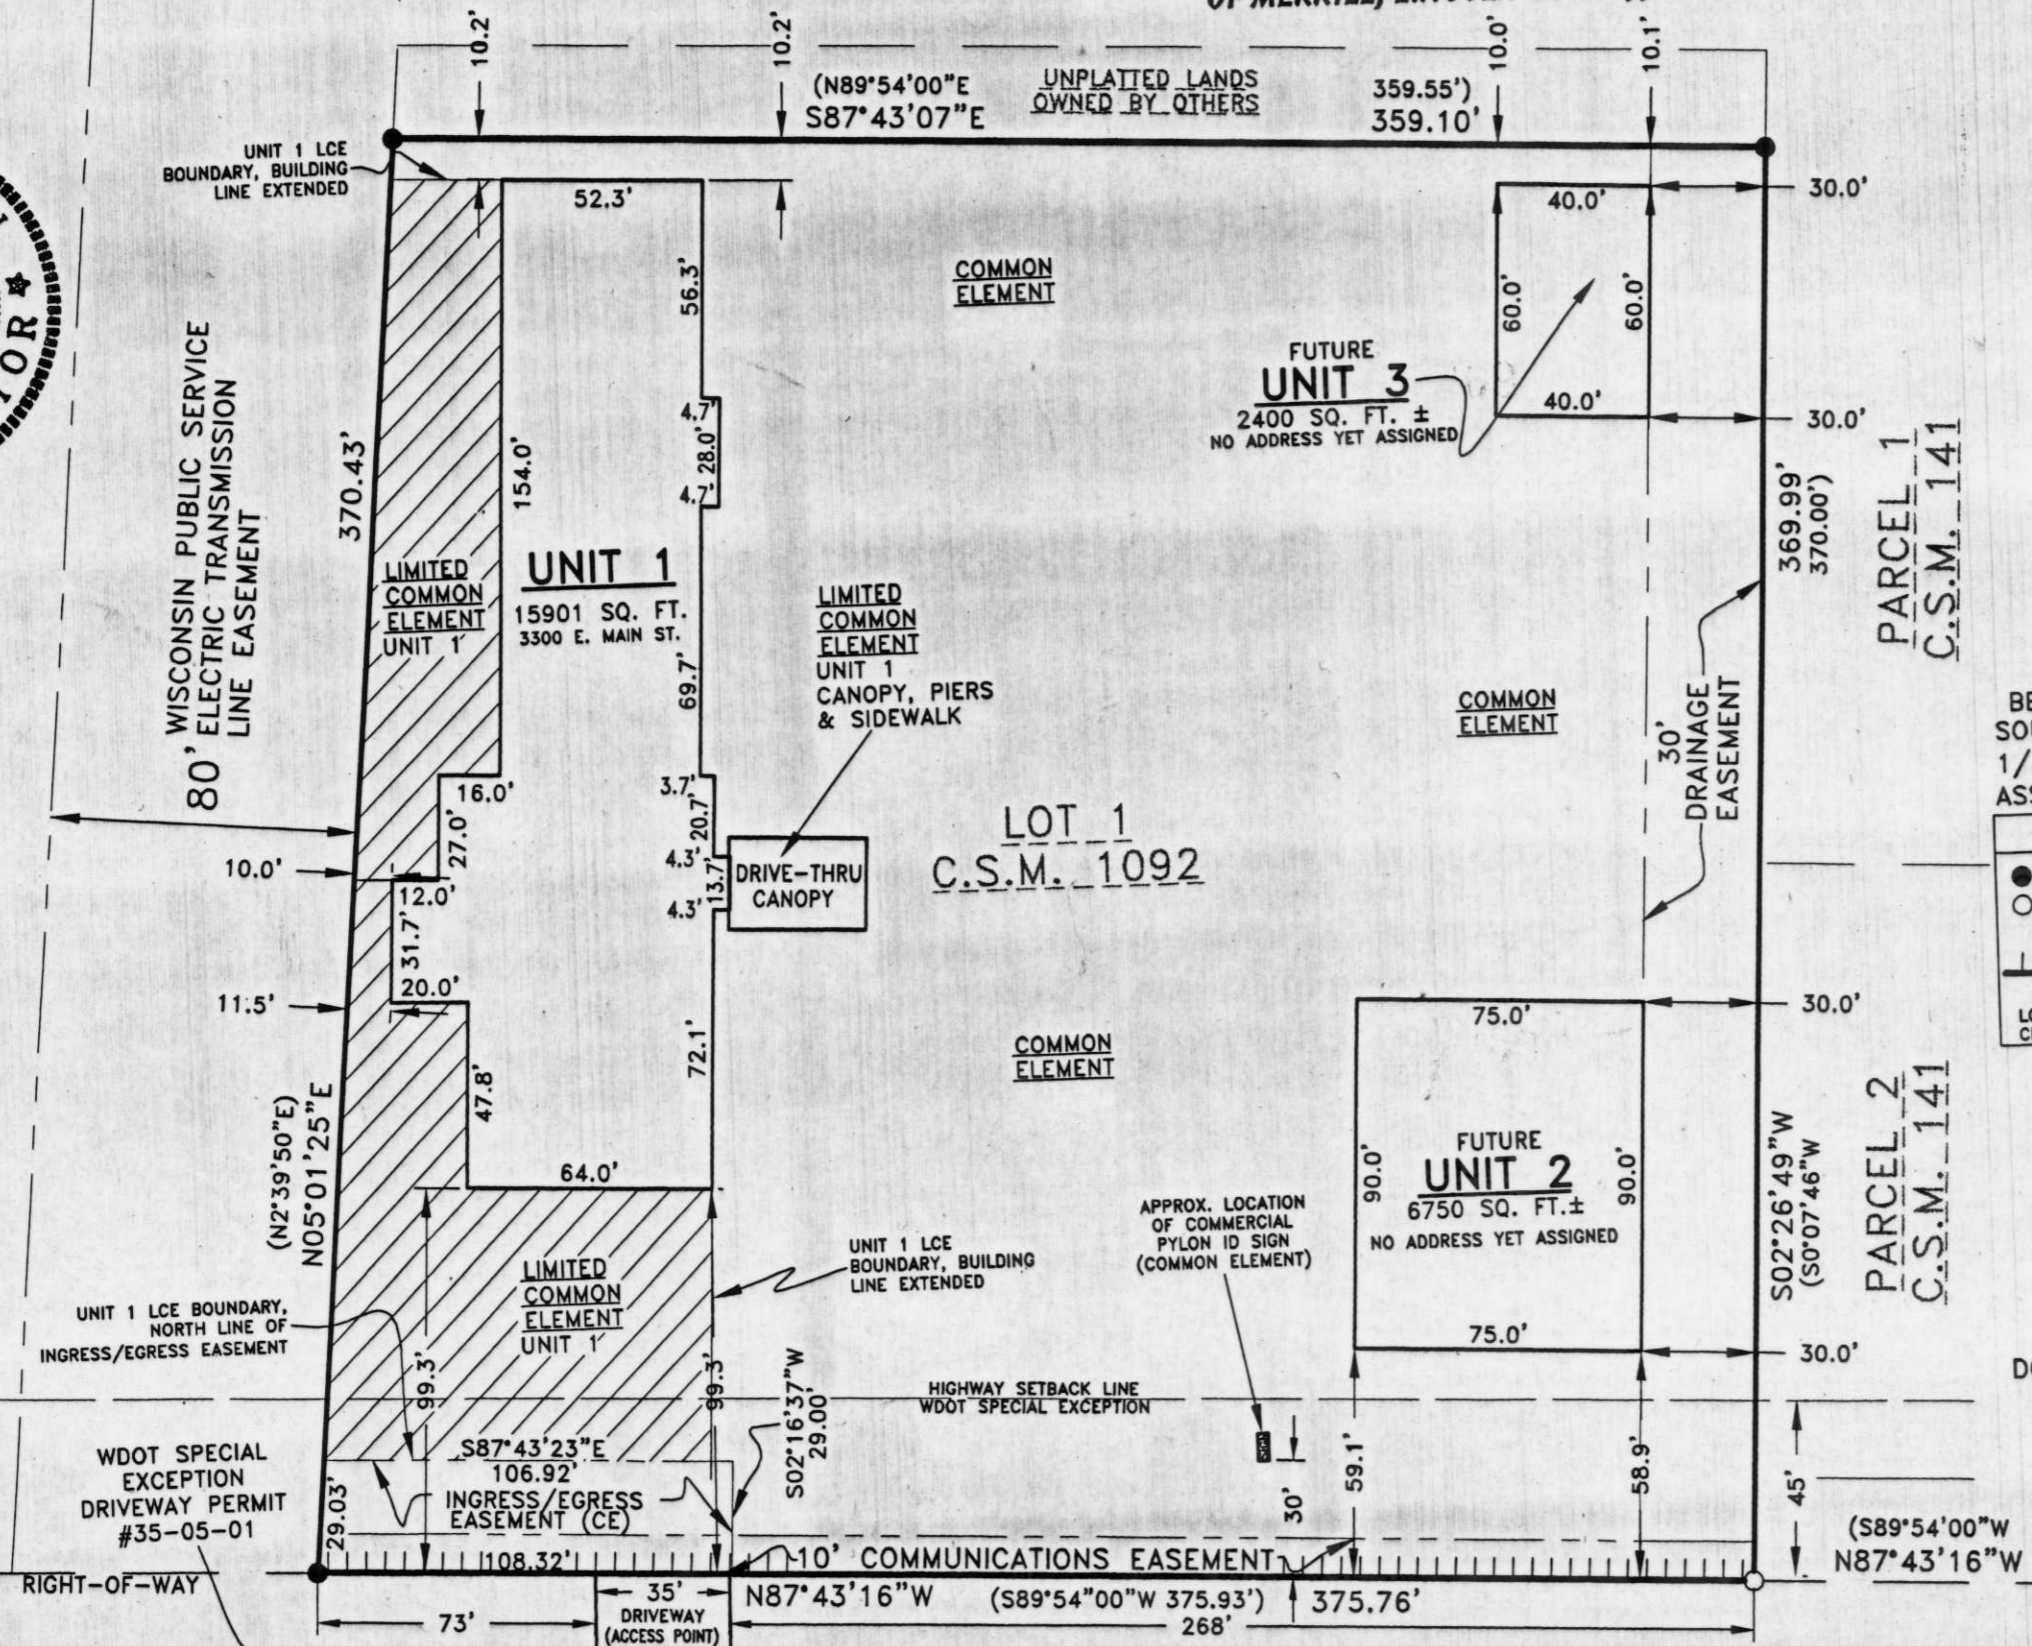 10.2'
10.2'
10.0'
10.1'
(N89°54'00"E
S87°43'07"E
UNPLATTED LANDS
OWNED BY OTHERS
359.55')
359.10'
UNIT 1 LCE
BOUNDARY, BUILDING
LINE EXTENDED
52.3'
56.3'
COMMON
ELEMENT
40.0'
30.0'
60.0'
60.0'
FUTURE
UNIT 3
2400 SQ. FT. ±
NO ADDRESS YET ASSIGNED
40.0'
30.0'
TOR
80' WISCONSIN PUBLIC SERVICE
ELECTRIC TRANSMISSION
LINE EASEMENT
370.43'
154.0'
4.7'
28.0'
4.7'
369.99'
370.00')
PARCEL 1
C.S.M. 141
LIMITED
COMMON
ELEMENT
UNIT 1
UNIT 1
15901 SQ. FT.
3300 E. MAIN ST.
69.7'
LIMITED
COMMON
ELEMENT
UNIT 1
CANOPY, PIERS
& SIDEWALK
COMMON
ELEMENT
30'
DRAINAGE
EASEMENT
BE
SOU
1/
ASS
16.0'
27.0'
3.7'
20.7'
4.3'
13.7'
4.3'
DRIVE-THRU
CANOPY
LOT 1
C.S.M. 1092
10.0'
12.0'
31.7'
20.0'
11.5'
72.1'
47.8'
COMMON
ELEMENT
75.0'
30.0'
(N2°39'50"E)
N05°01'25"E
64.0'
90.0'
FUTURE
UNIT 2
6750 SQ. FT.±
NO ADDRESS YET ASSIGNED
90.0'
S02°26'49"W
(S0°07'46"W
PARCEL 2
C.S.M. 141
APPROX. LOCATION
OF COMMERCIAL
PYLON ID SIGN
(COMMON ELEMENT)
UNIT 1 LCE
BOUNDARY, BUILDING
LINE EXTENDED
LIMITED
COMMON
ELEMENT
UNIT 1
UNIT 1 LCE BOUNDARY,
NORTH LINE OF
INGRESS/EGRESS EASEMENT
75.0'
30.0'
99.3'
99.3'
S02°16'37"W
29.00'
HIGHWAY SETBACK LINE
WDOT SPECIAL EXCEPTION
WDOT SPECIAL
EXCEPTION
DRIVEWAY PERMIT
#35-05-01
S87°43'23"E
106.92'
INGRESS/EGRESS
EASEMENT (CE)
29.03'
30'
59.1'
58.9'
45'
(S89°54'00"W
N87°43'16"W
RIGHT-OF-WAY
108.32'
10' COMMUNICATIONS EASEMENT
N87°43'16"W
(S89°54"00"W 375.93')
375.76'
35'
DRIVEWAY
(ACCESS POINT)
73'
268'